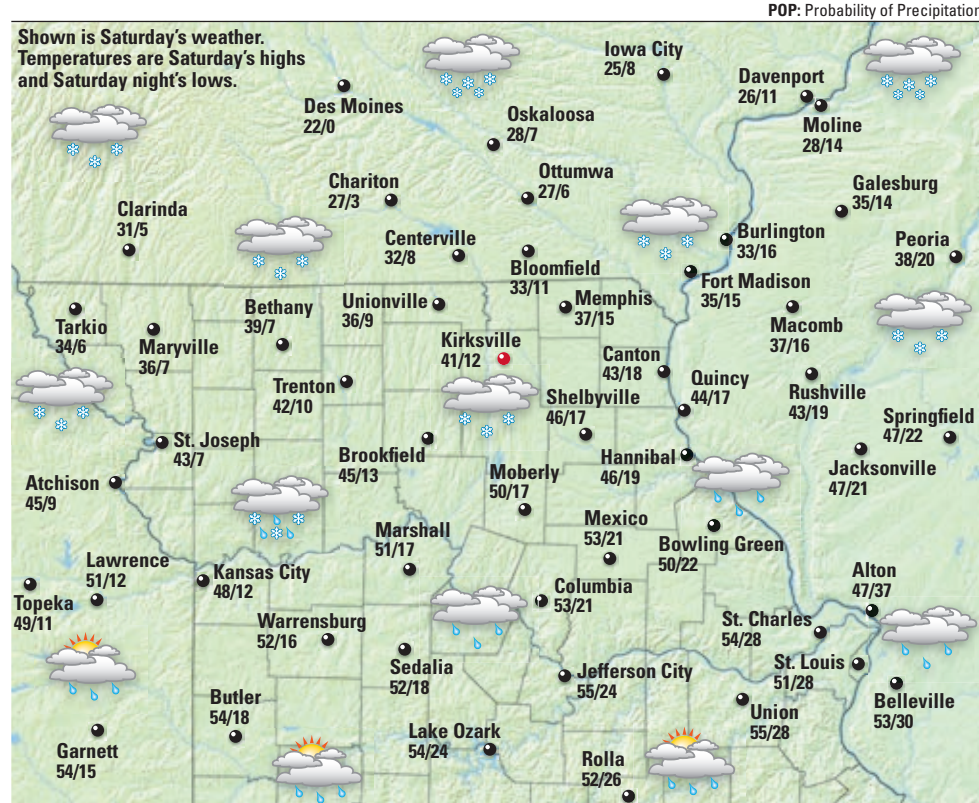 POP: Probability of Precipitation
Shown is Saturday's weather.
Temperatures are Saturday's highs
and Saturday night's lows.
Iowa City
25/8
Davenport
26/11
Des Moines
22/0
Moline
28/14
Oskaloosa
28/7
Ottumwa
27/6
Chariton
27/3
Galesburg
35/14
Clarinda
31/5
Centerville
32/8
Burlington
33/16
Peoria
38/20
Bloomfield
33/11
Fort Madison
35/15
Tarkio
34/6
Maryville
36/7
Bethany
39/7
Unionville
36/9
Memphis
37/15
Macomb
37/16
Kirksville
41/12
Canton
43/18
Trenton
42/10
Shelbyville
46/17
Quincy
44/17
Rushville
43/19
Springfield
47/22
St. Joseph
43/7
Brookfield
45/13
Hannibal
46/19
Jacksonville
47/21
Atchison
45/9
Moberly
50/17
Mexico
53/21
Bowling Green
50/22
Marshall
51/17
Lawrence
51/12
Kansas City
48/12
Columbia
53/21
Alton
47/37
Topeka
49/11
Warrensburg
52/16
St. Charles
54/28
Sedalia
52/18
Jefferson City
55/24
St. Louis
51/28
Belleville
53/30
Butler
54/18
Union
55/28
Garnett
54/15
Lake Ozark
54/24
Rolla
52/26